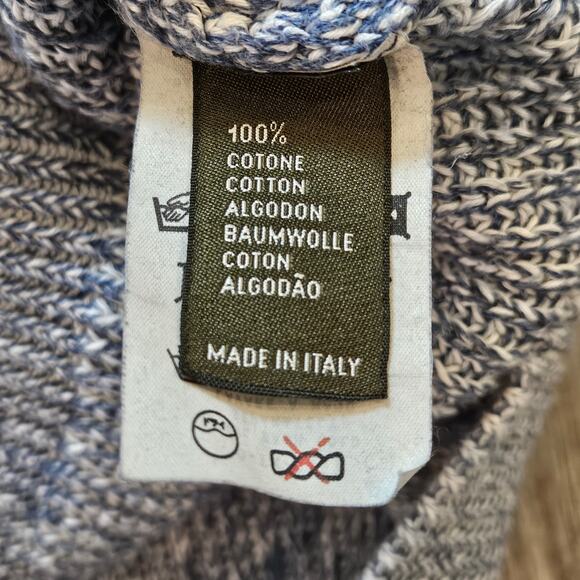 100%
COTONE
COTTON
ALGODON
BAUMWOLLE
COTON
ALGODÃO
MADE IN ITALY